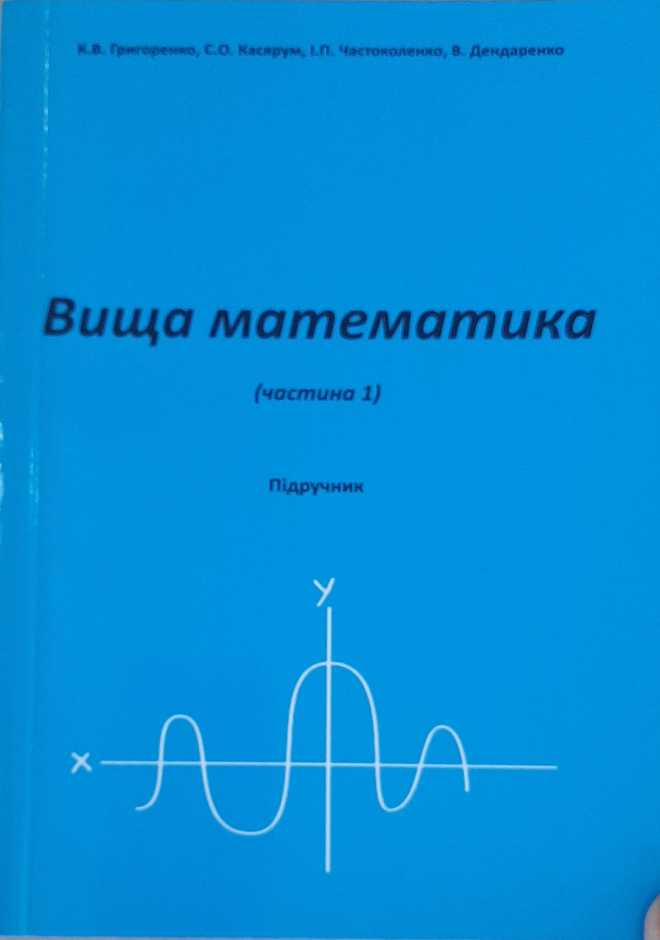 К.В. Григоренко, С.О. Касярум, І.П. Частоколенко, В. Дендаренко
Вища математика
(частина 1)
Підручник
y
x